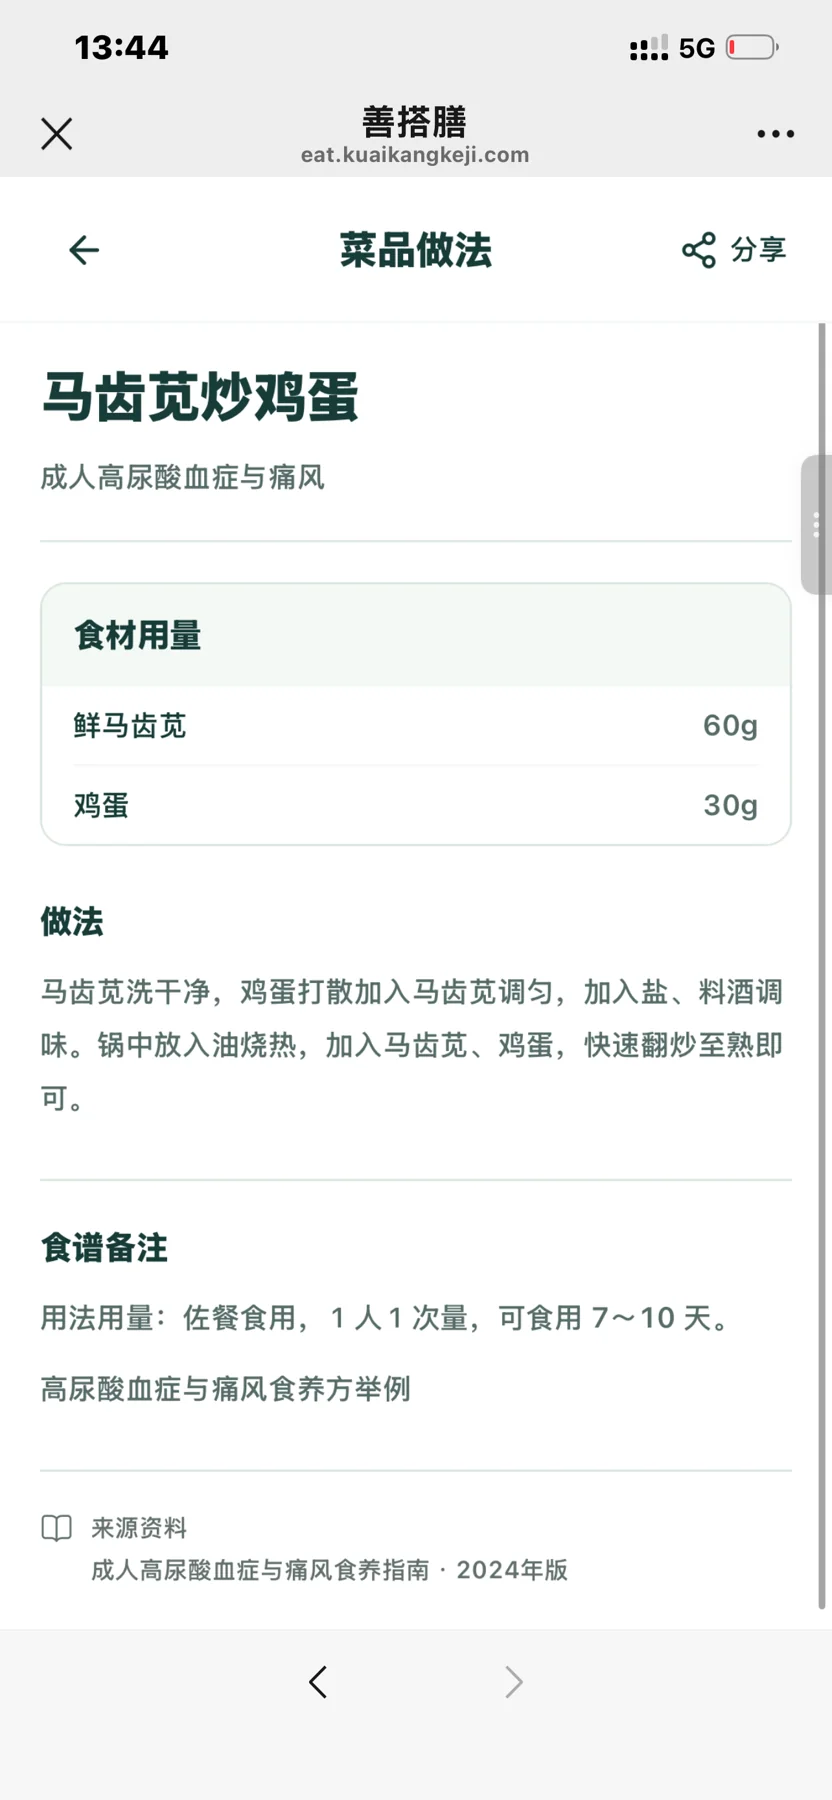 13:44
5G
善搭膳
eat.kuaikangkeji.com
菜品做法
分享
马齿苋炒鸡蛋
成人高尿酸血症与痛风
食材用量
鲜马齿苋 60g
鸡蛋 30g
做法
马齿苋洗干净，鸡蛋打散加入马齿苋调匀，加入盐、料酒调
味。锅中放入油烧热，加入马齿苋、鸡蛋，快速翻炒至熟即
可。
食谱备注
用法用量：佐餐食用，1 人 1 次量，可食用 7～10 天。
高尿酸血症与痛风食养方举例
来源资料
成人高尿酸血症与痛风食养指南 · 2024年版